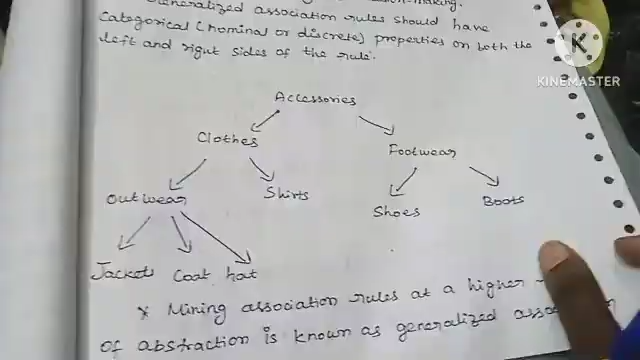 Generalized association rules should have
Categorical (nominal or discrete) properties on both the
left and right sides of the rule.
KINEMASTER
Accessories
Clothes
Footwear
Outwear
Shirts
Shoes
Boots
Jackets Coat hat
* Mining association rules at a higher
of abstraction is known as generalized